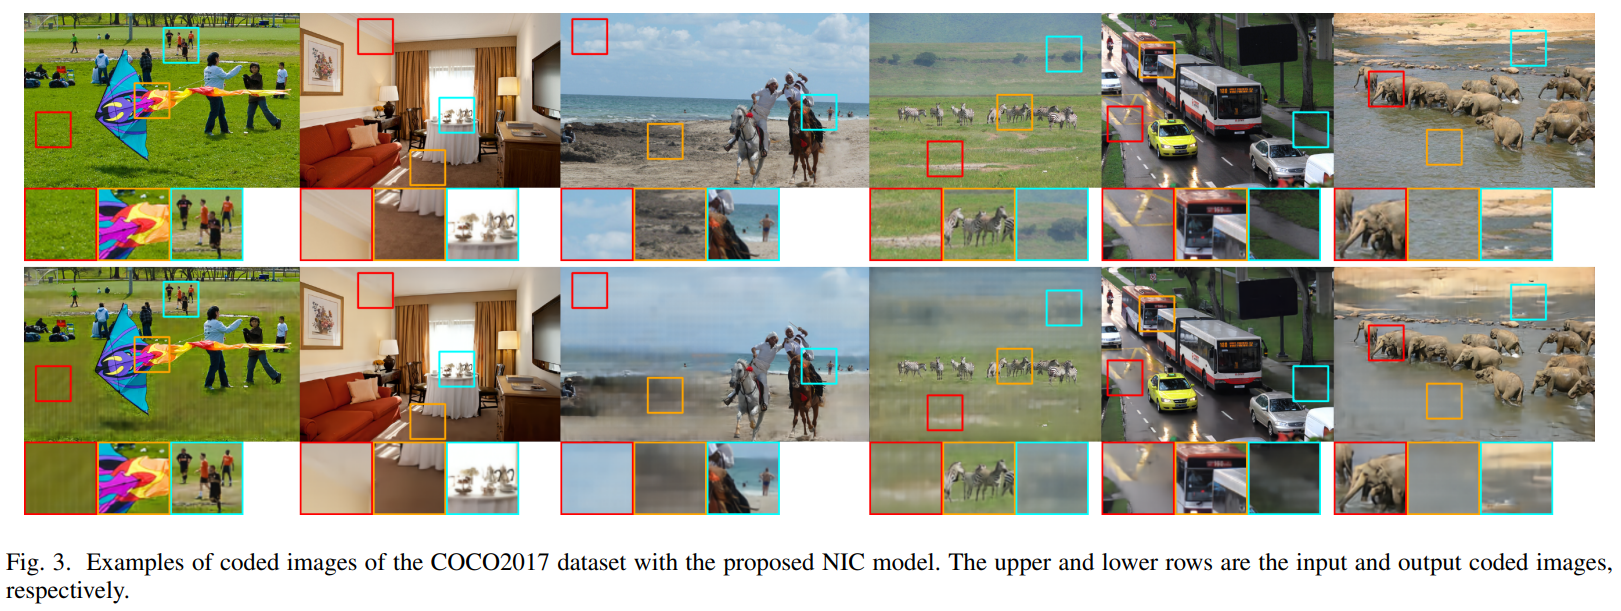 Fig. 3. Examples of coded images of the COCO2017 dataset with the proposed NIC model. The upper and lower rows are the input and output coded images,
respectively.